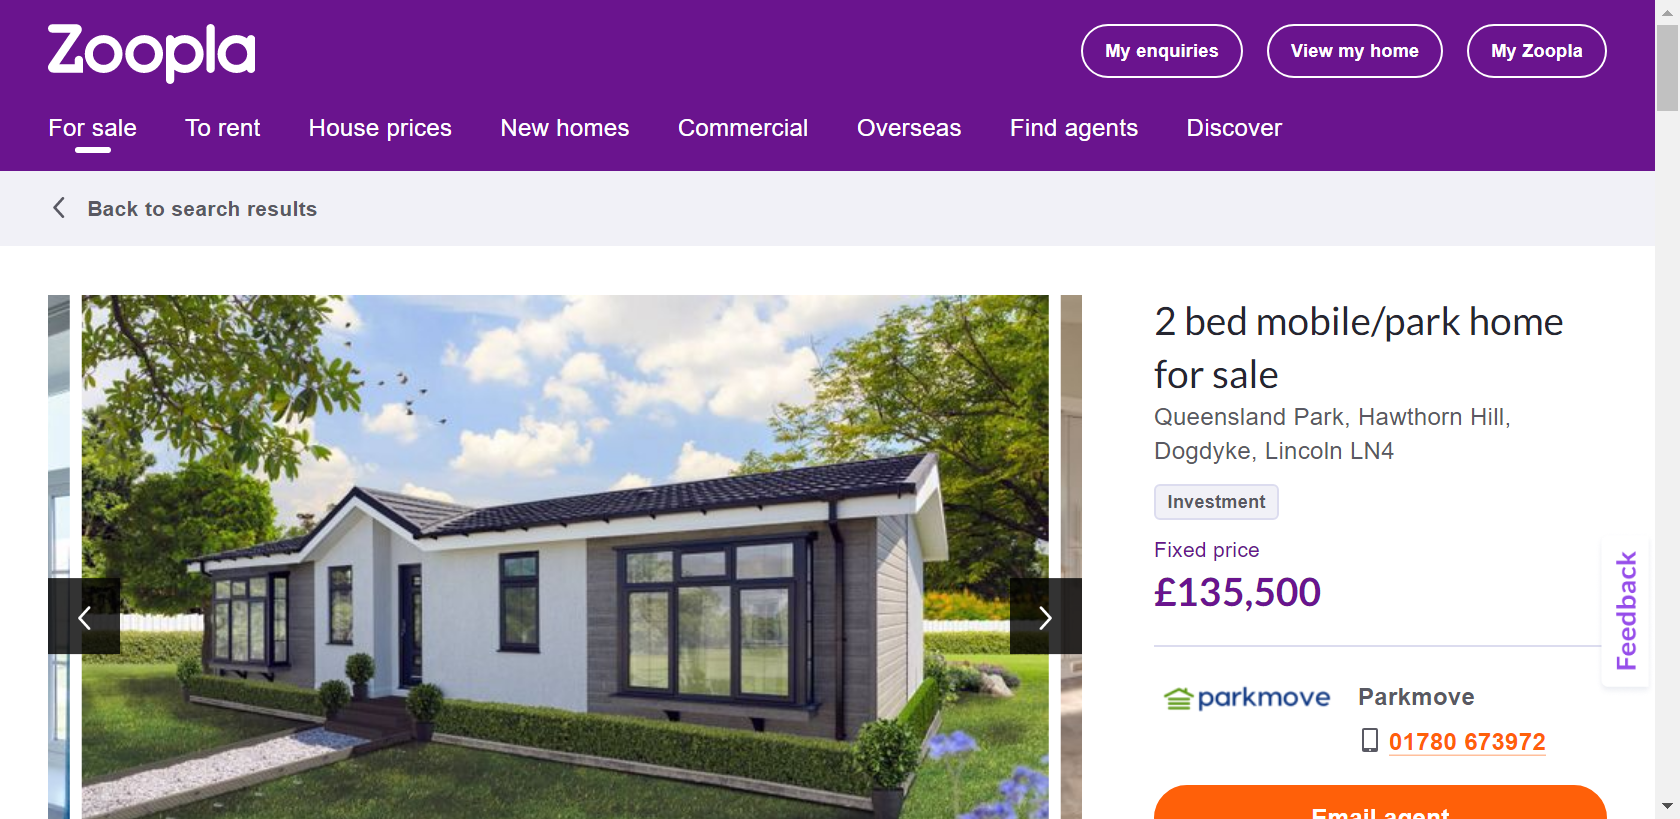 Zoopla
My enquiries
View my home
My Zoopla
For sale
To rent
House prices
New homes
Commercial
Overseas
Find agents
Discover
Back to search results
2 bed mobile/park home
for sale
Queensland Park, Hawthorn Hill,
Dogdyke, Lincoln LN4
Investment
Fixed price
£135,500
Feedback
parkmove
Parkmove
01780 673972
Email agent